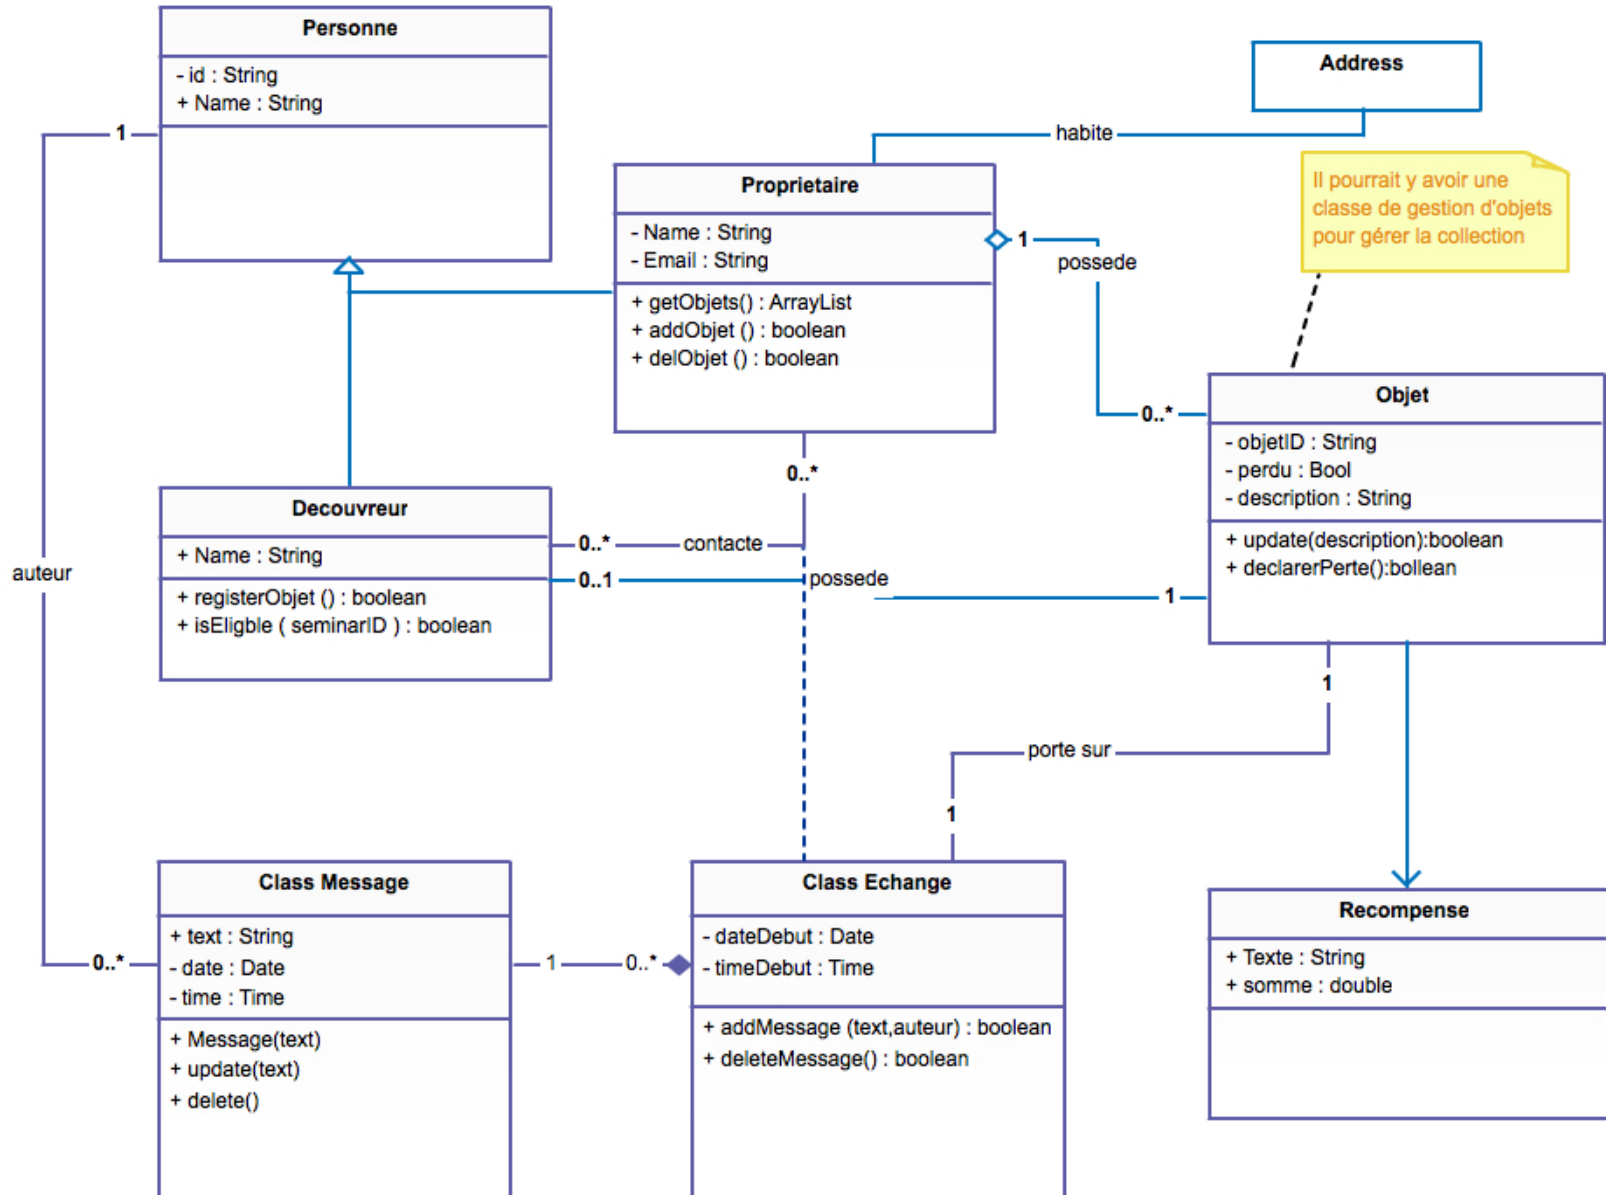 Personne
- id : String
+ Name : String
Address
1
habite
Il pourrait y avoir une
classe de gestion d'objets
pour gérer la collection
Proprietaire
- Name : String
- Email : String
+ getObjets() : ArrayList
+ addObjet () : boolean
+ delObjet () : boolean
1
possede
0..*
Objet
- objetID : String
- perdu : Bool
- description : String
+ update(description):boolean
+ declarerPerte():bollean
0..*
Decouvreur
+ Name : String
+ registerObjet () : boolean
+ isEligble ( seminarID ) : boolean
0..*
contacte
0..1
possede
1
auteur
1
porte sur
1
Class Message
+ text : String
- date : Date
- time : Time
+ Message(text)
+ update(text)
+ delete()
0..*
1
0..*
Class Echange
- dateDebut : Date
- timeDebut : Time
+ addMessage (text,auteur) : boolean
+ deleteMessage() : boolean
Recompense
+ Texte : String
+ somme : double